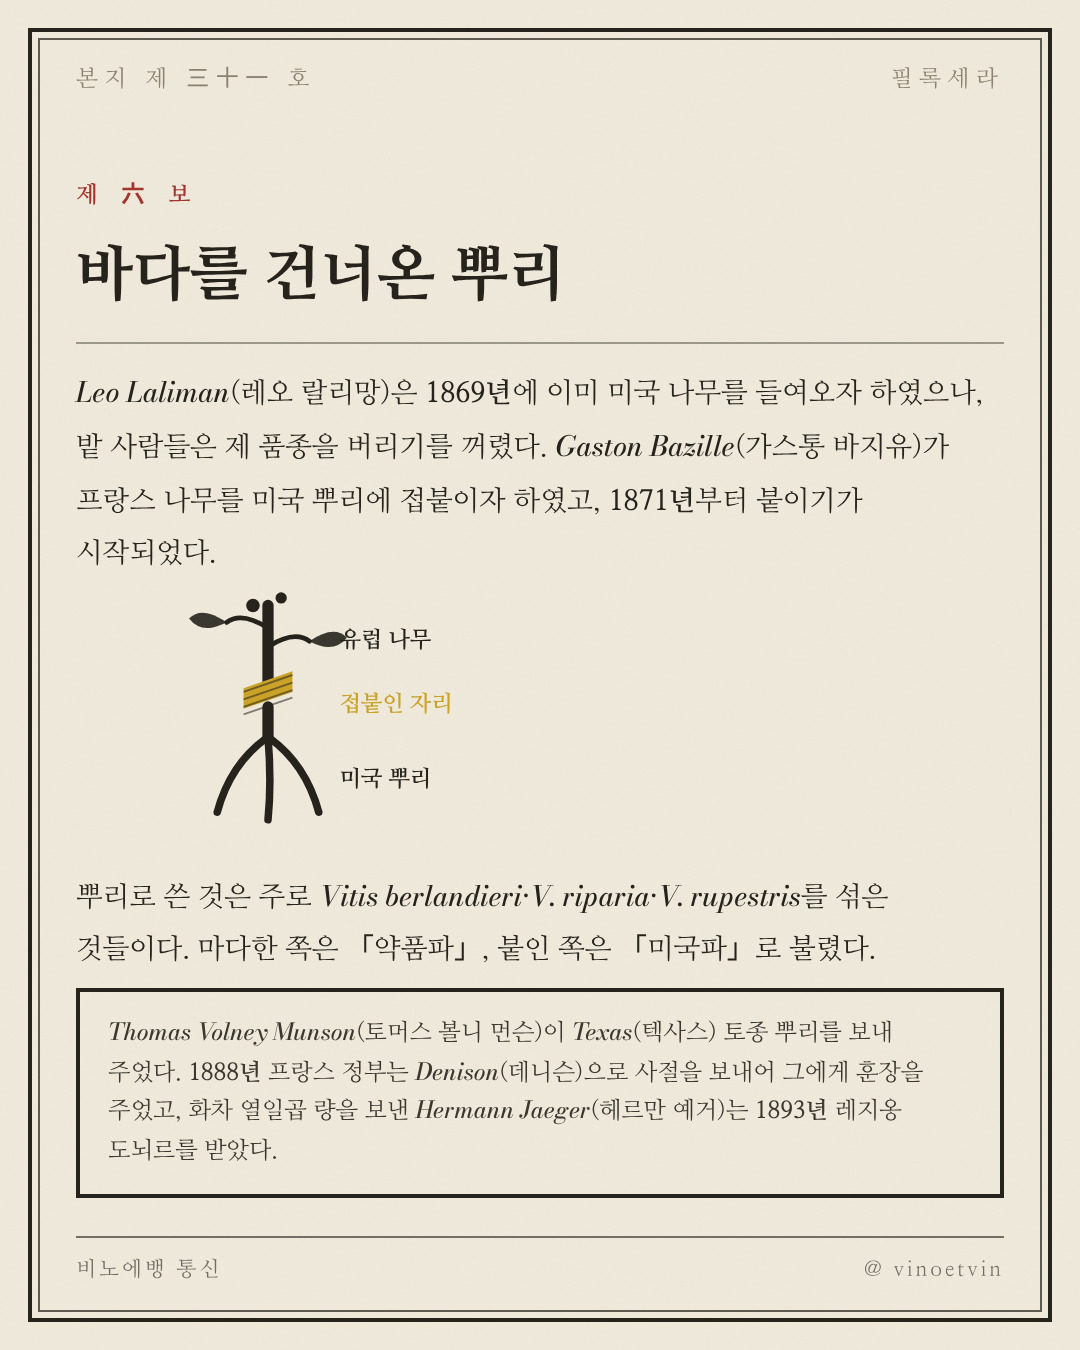 본지 제 三十一 호
필록세라
제 六 보
바다를 건너온 뿌리
Leo Laliman(레오 랄리망)은 1869년에 이미 미국 나무를 들여오자 하였으나,
밭 사람들은 제 품종을 버리기를 꺼렸다. Gaston Bazille(가스통 바지유)가
프랑스 나무를 미국 뿌리에 접붙이자 하였고, 1871년부터 붙이기가
시작되었다.
유럽 나무
접붙인 자리
미국 뿌리
뿌리로 쓴 것은 주로 Vitis berlandieri·V. riparia·V. rupestris를 섞은
것들이다. 마다한 쪽은 「약품파」, 붙인 쪽은 「미국파」로 불렸다.
Thomas Volney Munson(토머스 볼니 먼슨)이 Texas(텍사스) 토종 뿌리를 보내
주었다. 1888년 프랑스 정부는 Denison(데니슨)으로 사절을 보내어 그에게 훈장을
주었고, 화차 열일곱 량을 보낸 Hermann Jaeger(헤르만 예거)는 1893년 레지옹
도뇌르를 받았다.
비노에뱅 통신
@ vinoetvin